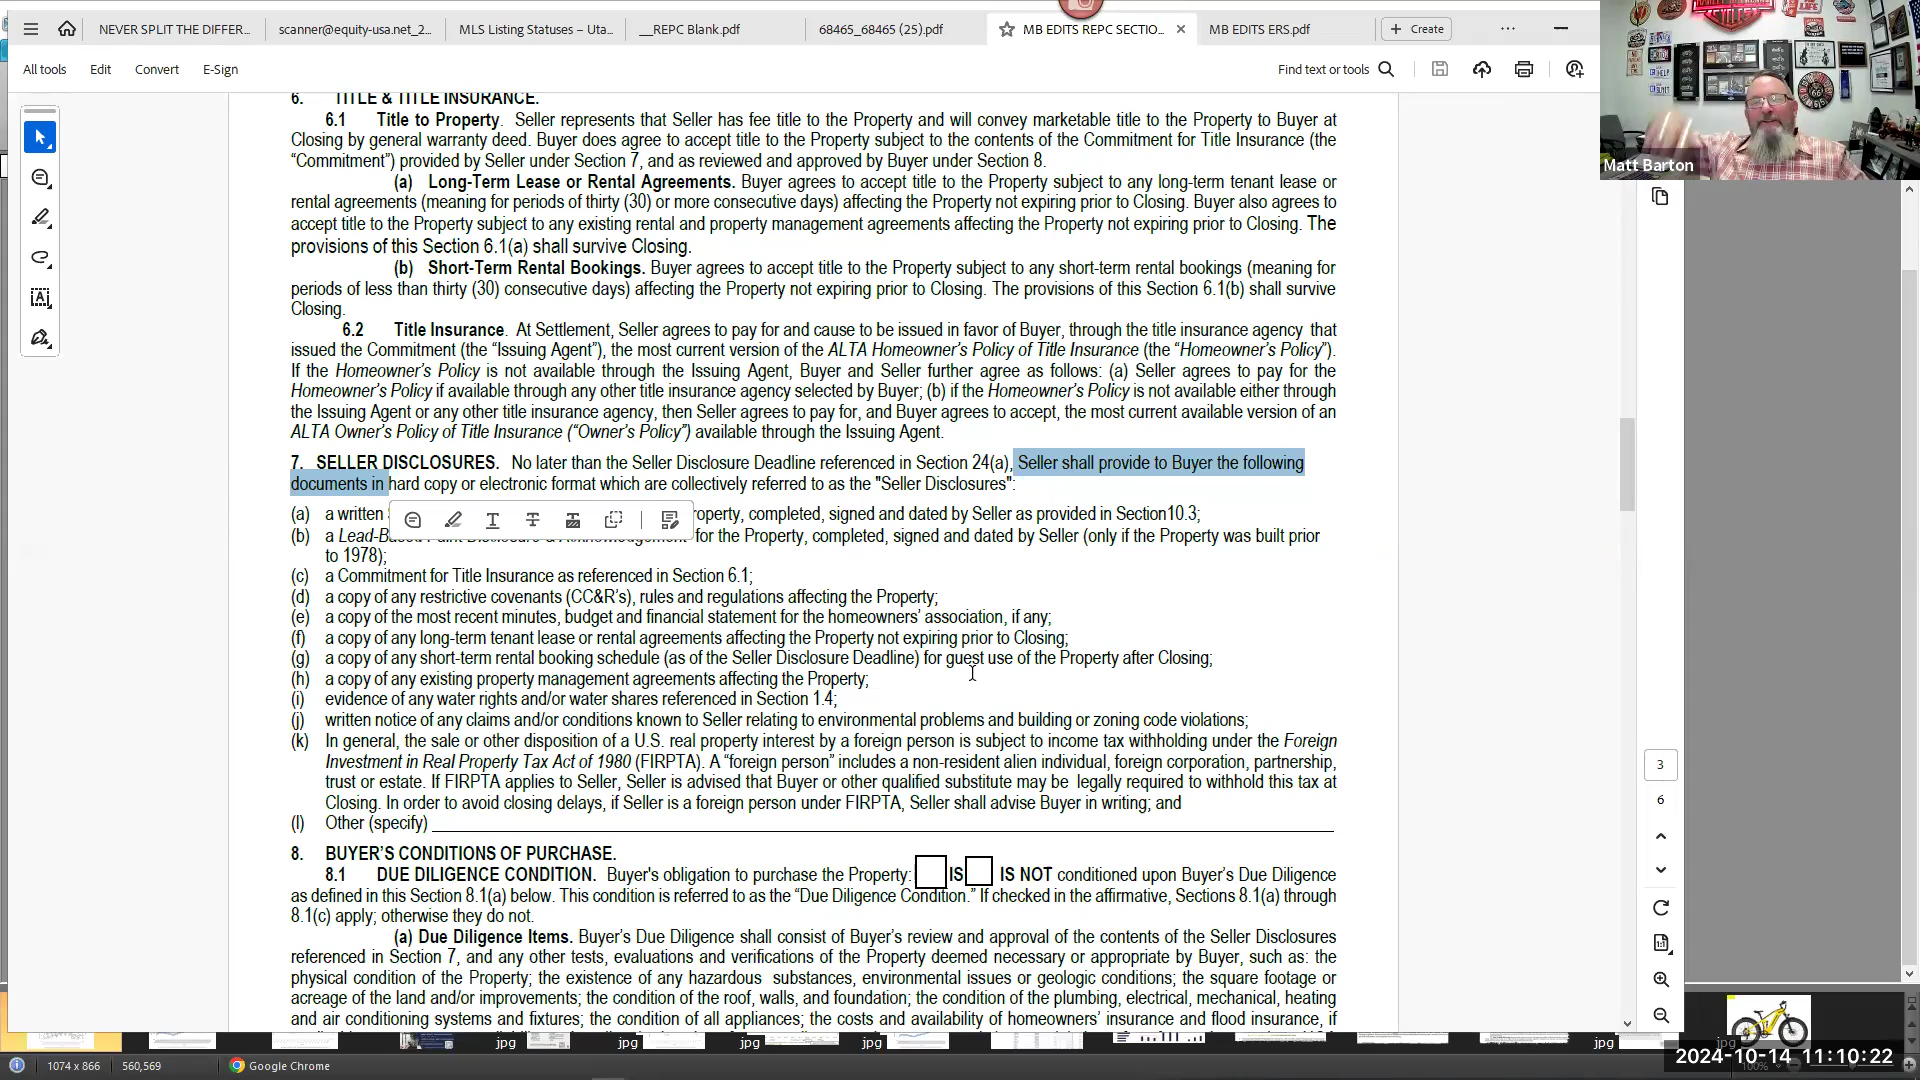 NEVER SPLIT THE DIFFER...
scanner@equity-usa.net_2...
MLS Listing Statuses – Uta...
__REPC Blank.pdf
68465_68465 (25).pdf
MB EDITS REPC SECTIO...
MB EDITS ERS.pdf
Create
All tools
Edit
Convert
E-Sign
Find text or tools
Matt Barton
6. TITLE & TITLE INSURANCE.
6.1 Title to Property. Seller represents that Seller has fee title to the Property and will convey marketable title to the Property to Buyer at
Closing by general warranty deed. Buyer does agree to accept title to the Property subject to the contents of the Commitment for Title Insurance (the
“Commitment”) provided by Seller under Section 7, and as reviewed and approved by Buyer under Section 8.
(a) Long-Term Lease or Rental Agreements. Buyer agrees to accept title to the Property subject to any long-term tenant lease or
rental agreements (meaning for periods of thirty (30) or more consecutive days) affecting the Property not expiring prior to Closing. Buyer also agrees to
accept title to the Property subject to any existing rental and property management agreements affecting the Property not expiring prior to Closing. The
provisions of this Section 6.1(a) shall survive Closing.
(b) Short-Term Rental Bookings. Buyer agrees to accept title to the Property subject to any short-term rental bookings (meaning for
periods of less than thirty (30) consecutive days) affecting the Property not expiring prior to Closing. The provisions of this Section 6.1(b) shall survive
Closing.
6.2 Title Insurance. At Settlement, Seller agrees to pay for and cause to be issued in favor of Buyer, through the title insurance agency that
issued the Commitment (the “Issuing Agent”), the most current version of the ALTA Homeowner’s Policy of Title Insurance (the “Homeowner’s Policy”).
If the Homeowner’s Policy is not available through the Issuing Agent, Buyer and Seller further agree as follows: (a) Seller agrees to pay for the
Homeowner’s Policy if available through any other title insurance agency selected by Buyer; (b) if the Homeowner’s Policy is not available either through
the Issuing Agent or any other title insurance agency, then Seller agrees to pay for, and Buyer agrees to accept, the most current available version of an
ALTA Owner’s Policy of Title Insurance (“Owner’s Policy”) available through the Issuing Agent.
7. SELLER DISCLOSURES. No later than the Seller Disclosure Deadline referenced in Section 24(a), Seller shall provide to Buyer the following
documents in hard copy or electronic format which are collectively referred to as the "Seller Disclosures":
(a) a written roperty, completed, signed and dated by Seller as provided in Section10.3;
(b) a Lead-Based Paint Disclosure & Acknowledgement for the Property, completed, signed and dated by Seller (only if the Property was built prior
to 1978);
(c) a Commitment for Title Insurance as referenced in Section 6.1;
(d) a copy of any restrictive covenants (CC&R’s), rules and regulations affecting the Property;
(e) a copy of the most recent minutes, budget and financial statement for the homeowners’ association, if any;
(f) a copy of any long-term tenant lease or rental agreements affecting the Property not expiring prior to Closing;
(g) a copy of any short-term rental booking schedule (as of the Seller Disclosure Deadline) for guest use of the Property after Closing;
(h) a copy of any existing property management agreements affecting the Property;
(i) evidence of any water rights and/or water shares referenced in Section 1.4;
(j) written notice of any claims and/or conditions known to Seller relating to environmental problems and building or zoning code violations;
(k) In general, the sale or other disposition of a U.S. real property interest by a foreign person is subject to income tax withholding under the Foreign
Investment in Real Property Tax Act of 1980 (FIRPTA). A “foreign person” includes a non-resident alien individual, foreign corporation, partnership,
trust or estate. If FIRPTA applies to Seller, Seller is advised that Buyer or other qualified substitute may be legally required to withhold this tax at
Closing. In order to avoid closing delays, if Seller is a foreign person under FIRPTA, Seller shall advise Buyer in writing; and
(l) Other (specify)
8. BUYER’S CONDITIONS OF PURCHASE.
8.1 DUE DILIGENCE CONDITION. Buyer's obligation to purchase the Property: IS IS NOT conditioned upon Buyer’s Due Diligence
as defined in this Section 8.1(a) below. This condition is referred to as the “Due Diligence Condition.” If checked in the affirmative, Sections 8.1(a) through
8.1(c) apply; otherwise they do not.
(a) Due Diligence Items. Buyer’s Due Diligence shall consist of Buyer’s review and approval of the contents of the Seller Disclosures
referenced in Section 7, and any other tests, evaluations and verifications of the Property deemed necessary or appropriate by Buyer, such as: the
physical condition of the Property; the existence of any hazardous substances, environmental issues or geologic conditions; the square footage or
acreage of the land and/or improvements; the condition of the roof, walls, and foundation; the condition of the plumbing, electrical, mechanical, heating
and air conditioning systems and fixtures; the condition of all appliances; the costs and availability of homeowners’ insurance and flood insurance, if
3
6
jpg
jpg
jpg
jpg
jpg
jpg
1074 x 866
560,569
Google Chrome
100%
2024-10-14 11:10:22